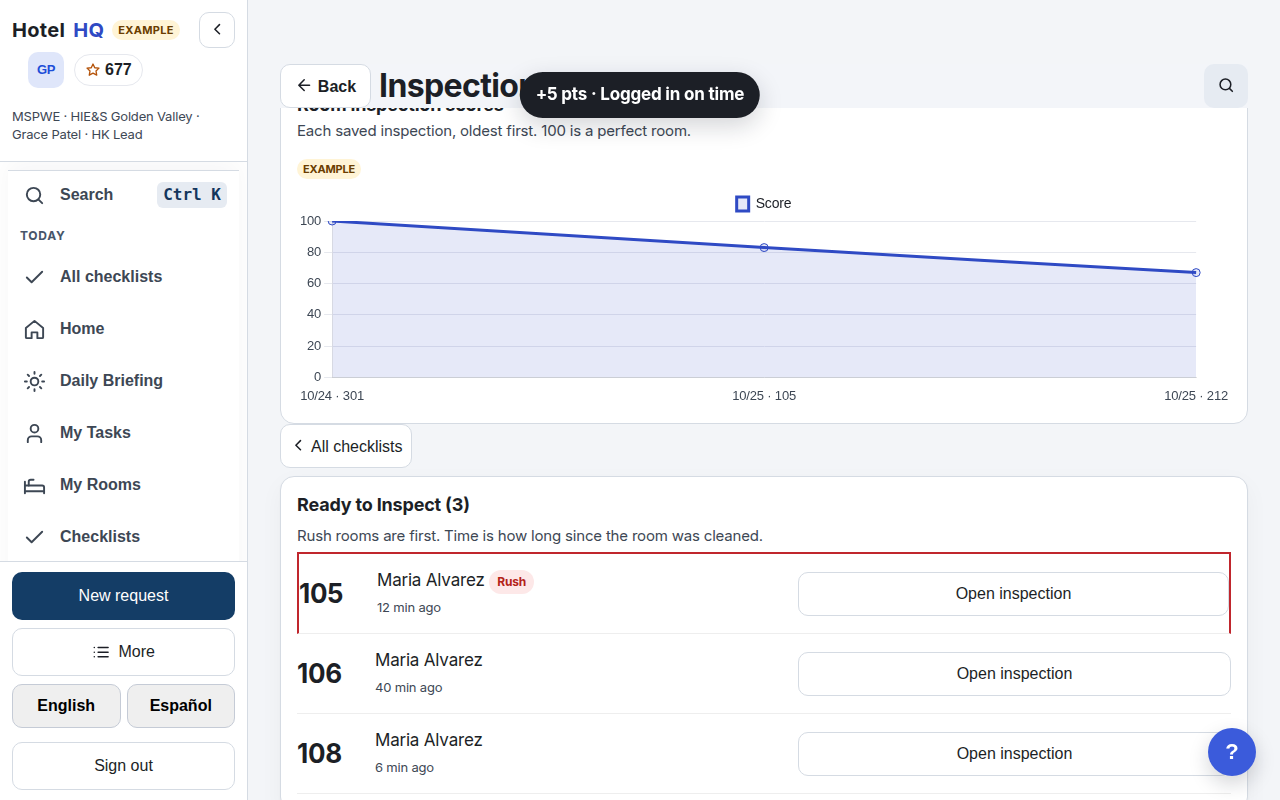 Hotel HQ EXAMPLE
GP
677
MSPWE · HIE&S Golden Valley ·
Grace Patel · HK Lead
Search Ctrl K
TODAY
All checklists
Home
Daily Briefing
My Tasks
My Rooms
Checklists
New request
More
English Español
Sign out
Back
+5 pts · Logged in on time
Room inspection scores
Each saved inspection, oldest first. 100 is a perfect room.
EXAMPLE
Score
100
80
60
40
20
0
10/24 · 301
10/25 · 105
10/25 · 212
All checklists
Ready to Inspect (3)
Rush rooms are first. Time is how long since the room was cleaned.
105
Maria Alvarez Rush
12 min ago
Open inspection
106
Maria Alvarez
40 min ago
Open inspection
108
Maria Alvarez
6 min ago
Open inspection
?